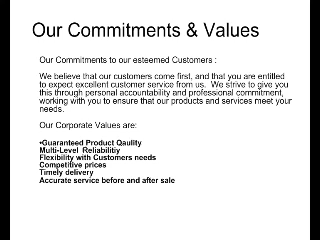 Our Commitments & Values
Our Commitments to our esteemed Customers :
We believe that our customers come first, and that you are entitled
to expect excellent customer service from us.  We strive to give you
this through personal accountability and professional commitment,
working with you to ensure that our products and services meet your
needs.
Our Corporate Values are:
•Guaranteed Product Qaulity
Multi-Level  Reliabilitiy
Flexibility with Customers needs
Competitive prices
Timely delivery
Accurate service before and after sale